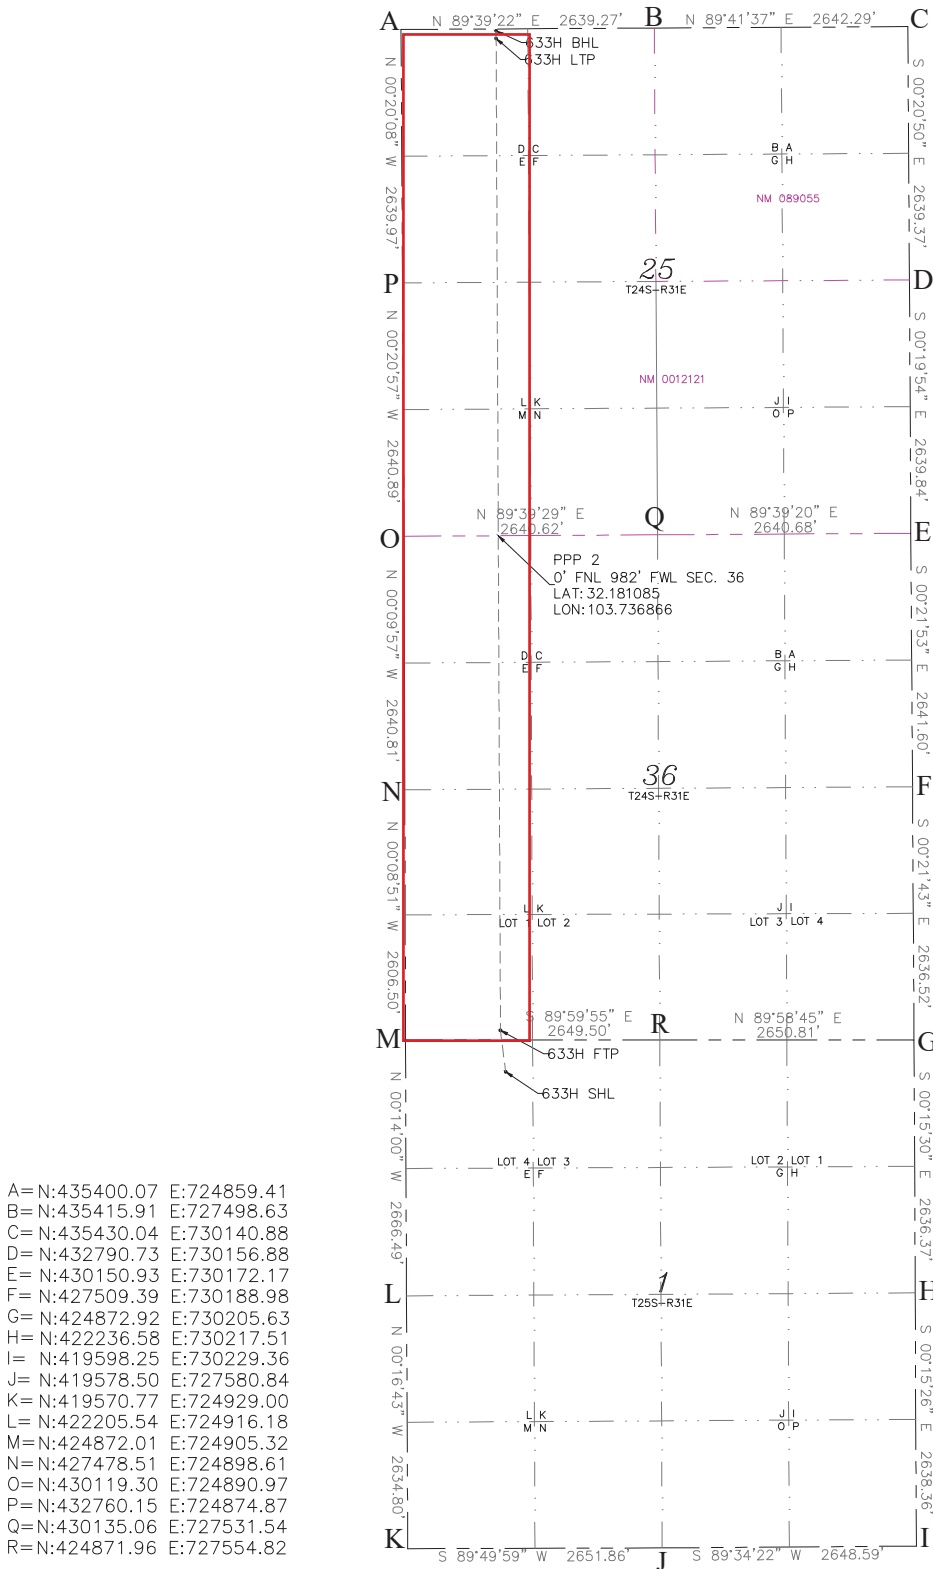 A N 89°39'22" E 2639.27' B N 89°41'37" E 2642.29' C
633H BHL
633H LTP
N 00°20'08" W 2639.97'
S 00°20'50" E 2639.37'
D C B A
E F G H
NM 089055
P 25 D
T24S-R31E
N 00°20'57" W 2640.89'
S 00°19'54" E 2639.84'
NM 0012121
L K J I
M N O P
N 89°39'29" E N 89°39'20" E
O 2640.62' Q 2640.68' E
PPP 2
0' FNL 982' FWL SEC. 36
LAT: 32.181085
LON: 103.736866
N 00°09'57" W 2640.81'
S 00°21'53" E 2641.60'
D C B A
E F G H
N 36 F
T24S-R31E
N 00°08'51" W 2606.50'
S 00°21'43" E 2636.52'
L K J I
LOT 1 LOT 2 LOT 3 LOT 4
S 89°59'55" E N 89°58'45" E
M 2649.50' R 2650.81' G
633H FTP
633H SHL
N 00°14'00" W 2666.49'
S 00°15'30" E 2636.37'
LOT 4 LOT 3 LOT 2 LOT 1
E F G H
L 1 H
T25S-R31E
N 00°16'43" W 2634.80'
S 00°15'26" E 2638.36'
L K J I
M N O P
K S 89°49'59" W 2651.86' J S 89°34'22" W 2648.59' I
A= N:435400.07 E:724859.41
B= N:435415.91 E:727498.63
C= N:435430.04 E:730140.88
D= N:432790.73 E:730156.88
E= N:430150.93 E:730172.17
F= N:427509.39 E:730188.98
G= N:424872.92 E:730205.63
H= N:422236.58 E:730217.51
I= N:419598.25 E:730229.36
J= N:419578.50 E:727580.84
K= N:419570.77 E:724929.00
L= N:422205.54 E:724916.18
M= N:424872.01 E:724905.32
N= N:427478.51 E:724898.61
O= N:430119.30 E:724890.97
P= N:432760.15 E:724874.87
Q= N:430135.06 E:727531.54
R= N:424871.96 E:727554.82